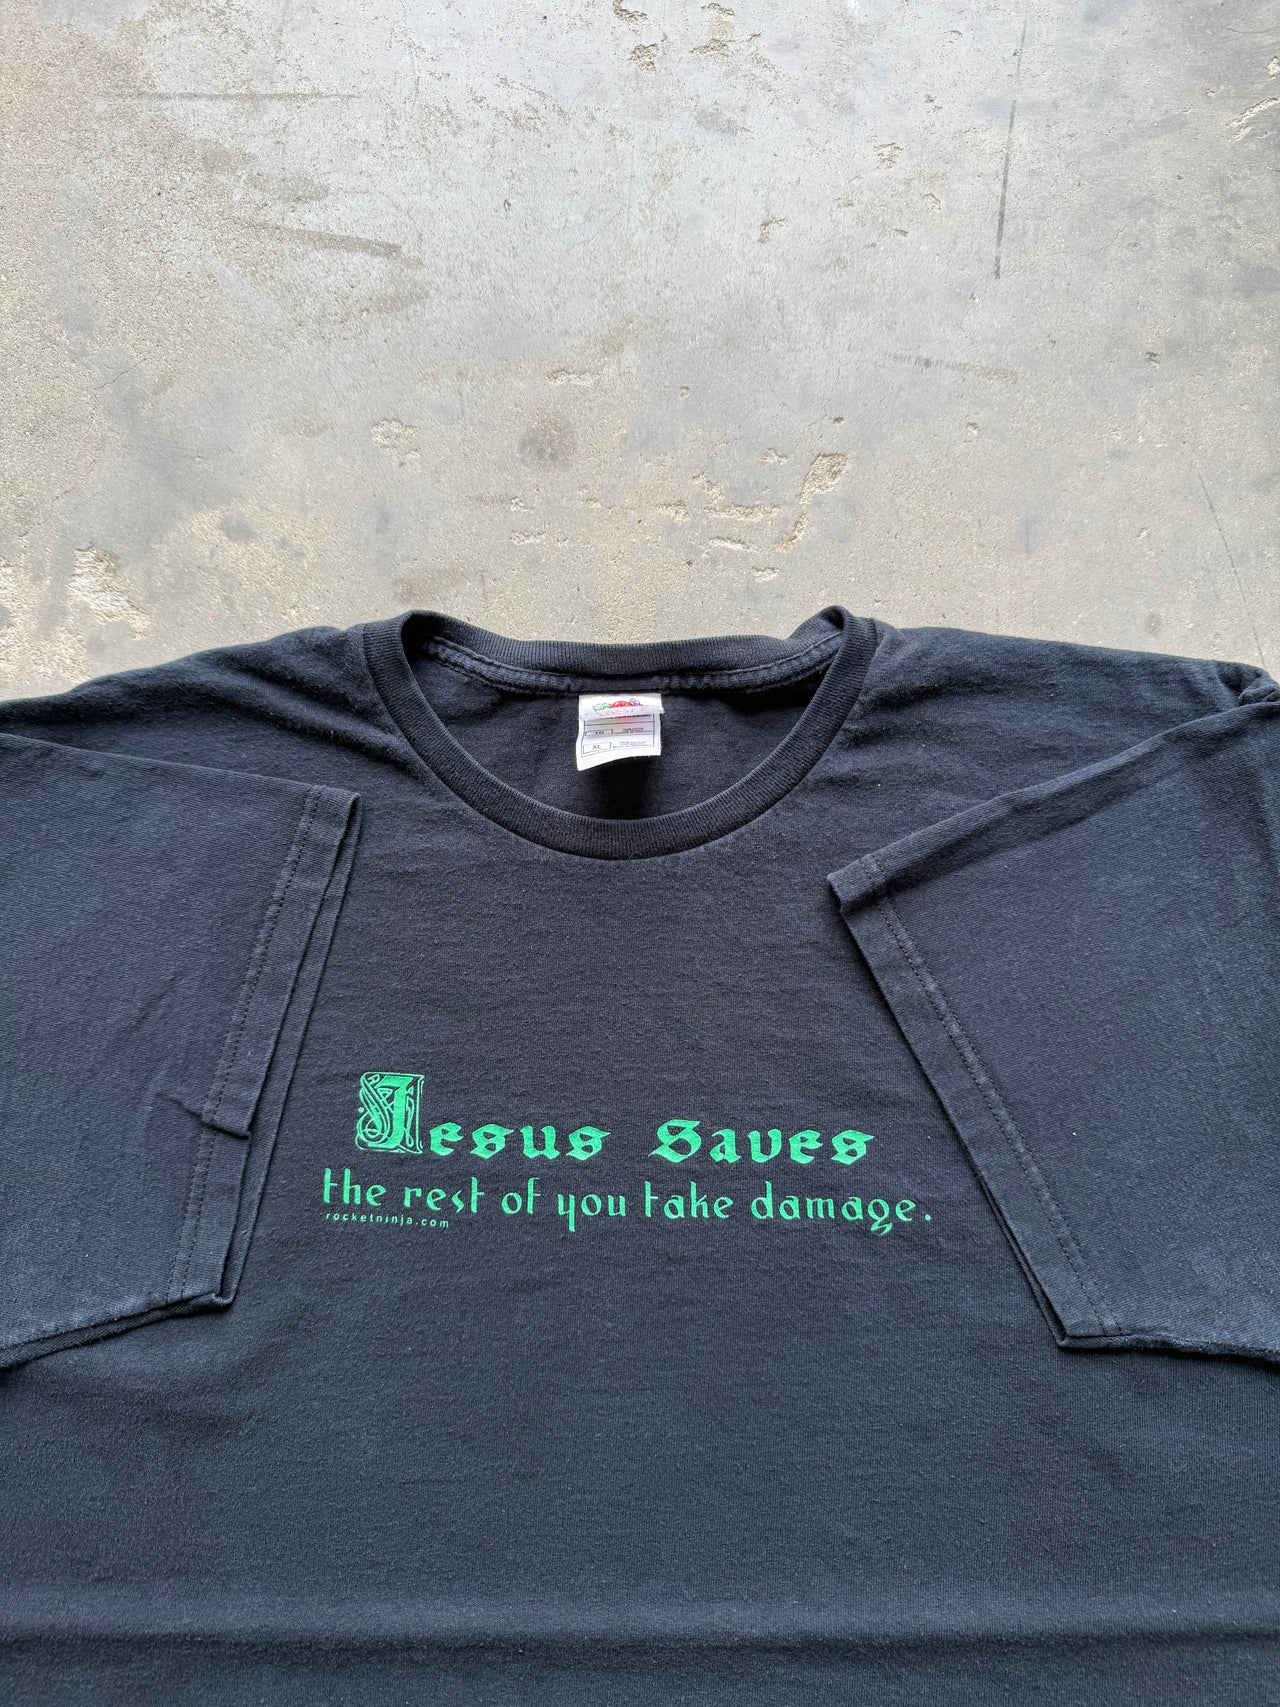 XL
Jesus Saves
the rest of you take damage.
rocketninja.com